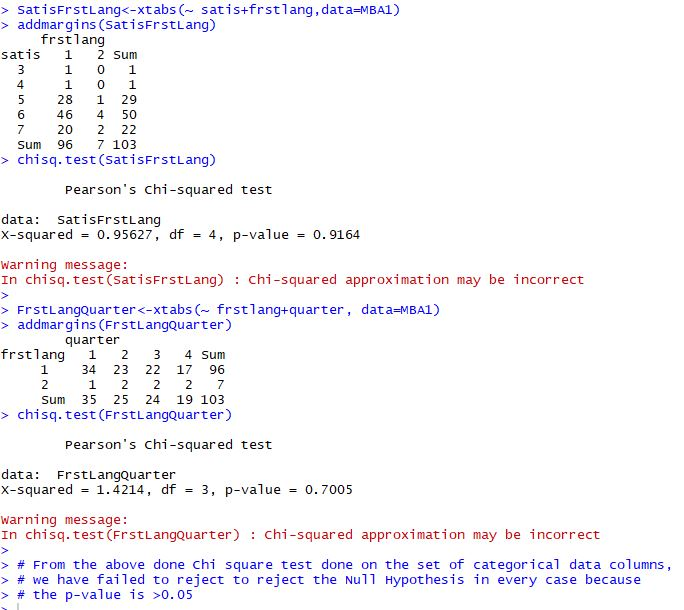 > SatisFrstLang<-xtabs(~ satis+frstlang,data=MBA1)
> addmargins(SatisFrstLang)
     frstlang
satis   1   2 Sum
  3     1   0   1
  4     1   0   1
  5    28   1  29
  6    46   4  50
  7    20   2  22
  Sum  96   7 103
> chisq.test(SatisFrstLang)

        Pearson's Chi-squared test

data:  SatisFrstLang
X-squared = 0.95627, df = 4, p-value = 0.9164

Warning message:
In chisq.test(SatisFrstLang) : Chi-squared approximation may be incorrect
>
> FrstLangQuarter<-xtabs(~ frstlang+quarter, data=MBA1)
> addmargins(FrstLangQuarter)
        quarter
frstlang   1   2   3   4 Sum
     1    34  23  22  17  96
     2     1   2   2   2   7
     Sum  35  25  24  19 103
> chisq.test(FrstLangQuarter)

        Pearson's Chi-squared test

data:  FrstLangQuarter
X-squared = 1.4214, df = 3, p-value = 0.7005

Warning message:
In chisq.test(FrstLangQuarter) : Chi-squared approximation may be incorrect
>
> # From the above done Chi square test done on the set of categorical data columns,
> # we have failed to reject to reject the Null Hypothesis in every case because
> # the p-value is >0.05
>